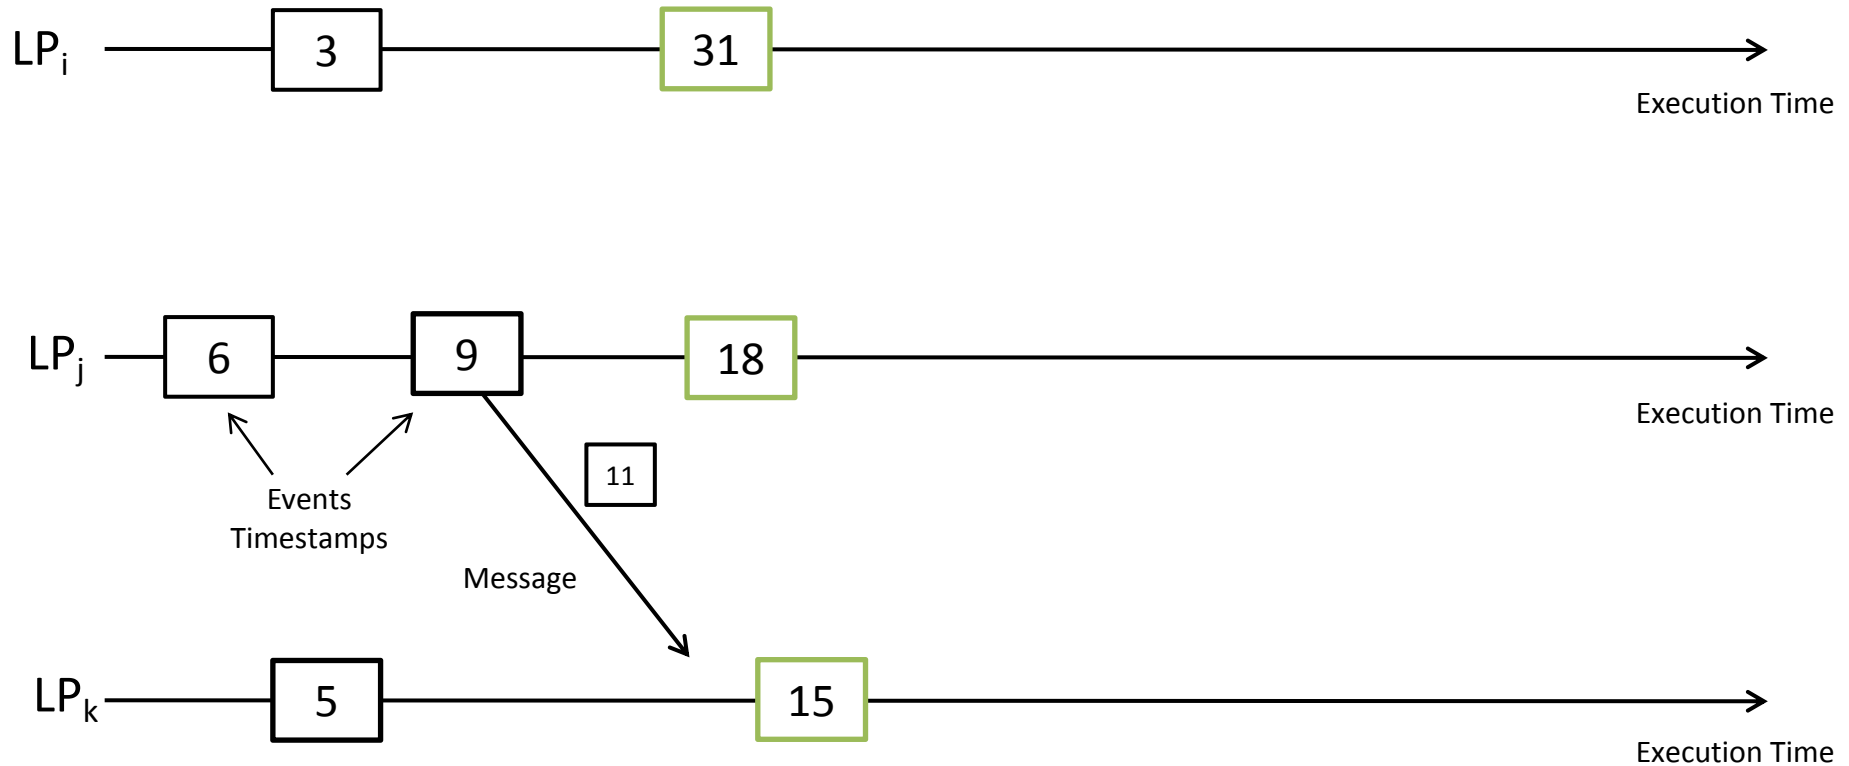 LPi 3 31
Execution Time
LPj 6 9 18
Execution Time
11
Events
Timestamps
Message
LPk 5 15
Execution Time